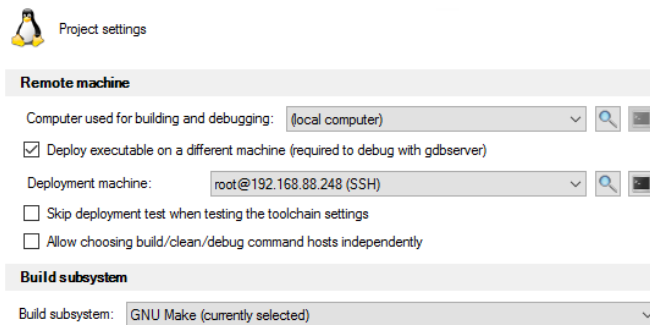 Project settings
Remote machine
Computer used for building and debugging: (local computer)
Deploy executable on a different machine (required to debug with gdbserver)
Deployment machine: root@192.168.88.248 (SSH)
Skip deployment test when testing the toolchain settings
Allow choosing build/clean/debug command hosts independently
Build subsystem
Build subsystem: GNU Make (currently selected)